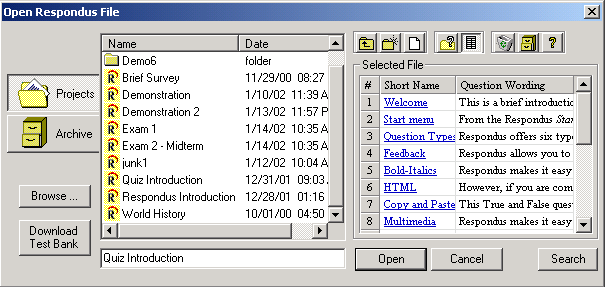 Open Respondus File
Projects
Archive
Browse ...
Download
Test Bank
Name Date
Demo6 folder
Brief Survey 11/29/00 08:27
Demonstration 1/10/02 11:39 A
Demonstration 2 1/13/02 11:57 P
Exam 1 1/14/02 10:35 A
Exam 2 - Midterm 1/14/02 10:35 A
junk1 1/12/02 10:04 A
Quiz Introduction 12/31/01 09:03
Respondus Introduction 12/28/01 01:16
World History 10/01/00 04:50
Quiz Introduction
Selected File
# Short Name Question Wording
1 Welcome This is a brief introductio
2 Start menu From the Respondus Star
3 Question Types Respondus offers six type
4 Feedback Respondus allows you to
5 Bold-Italics Respondus makes it easy
6 HTML However, if you are com
7 Copy and Paste This True and False ques
8 Multimedia Respondus makes it easy
Open Cancel Search